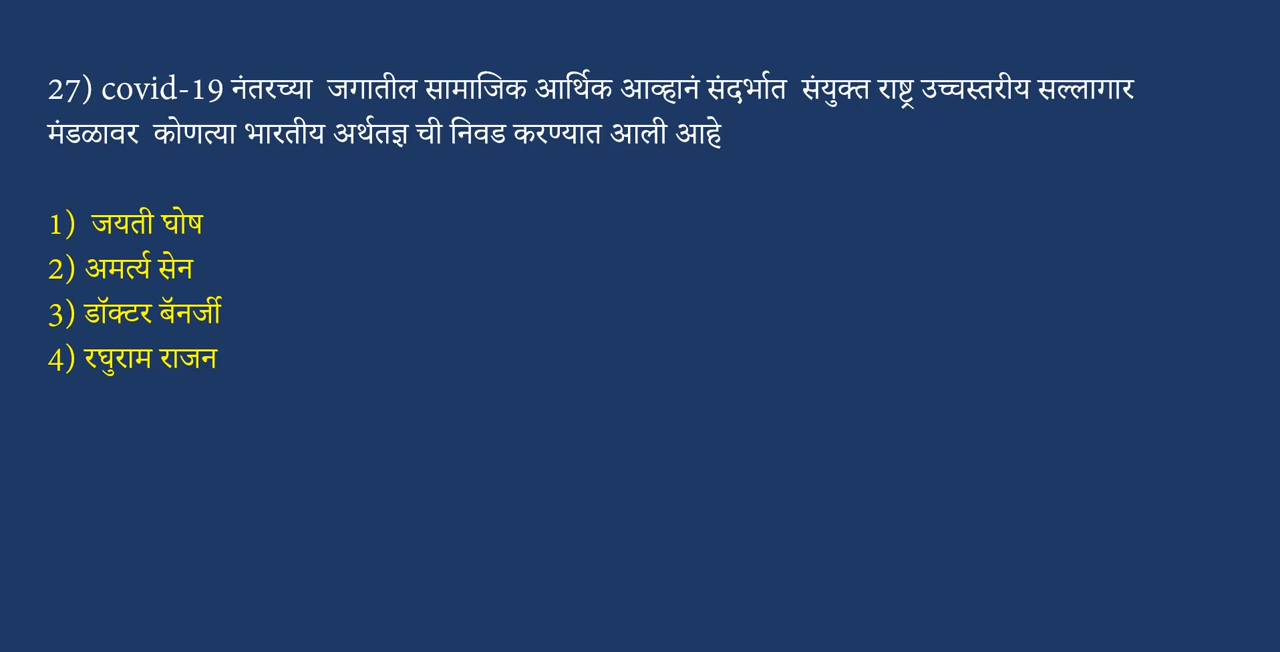 27) covid-19 नंतरच्या जगातील सामाजिक आर्थिक आव्हानं संदर्भात संयुक्त राष्ट्र उच्चस्तरीय सल्लागार
मंडळावर कोणत्या भारतीय अर्थतज्ञ ची निवड करण्यात आली आहे
1) जयती घोष
2) अमर्त्य सेन
3) डॉक्टर बॅनर्जी
4) रघुराम राजन